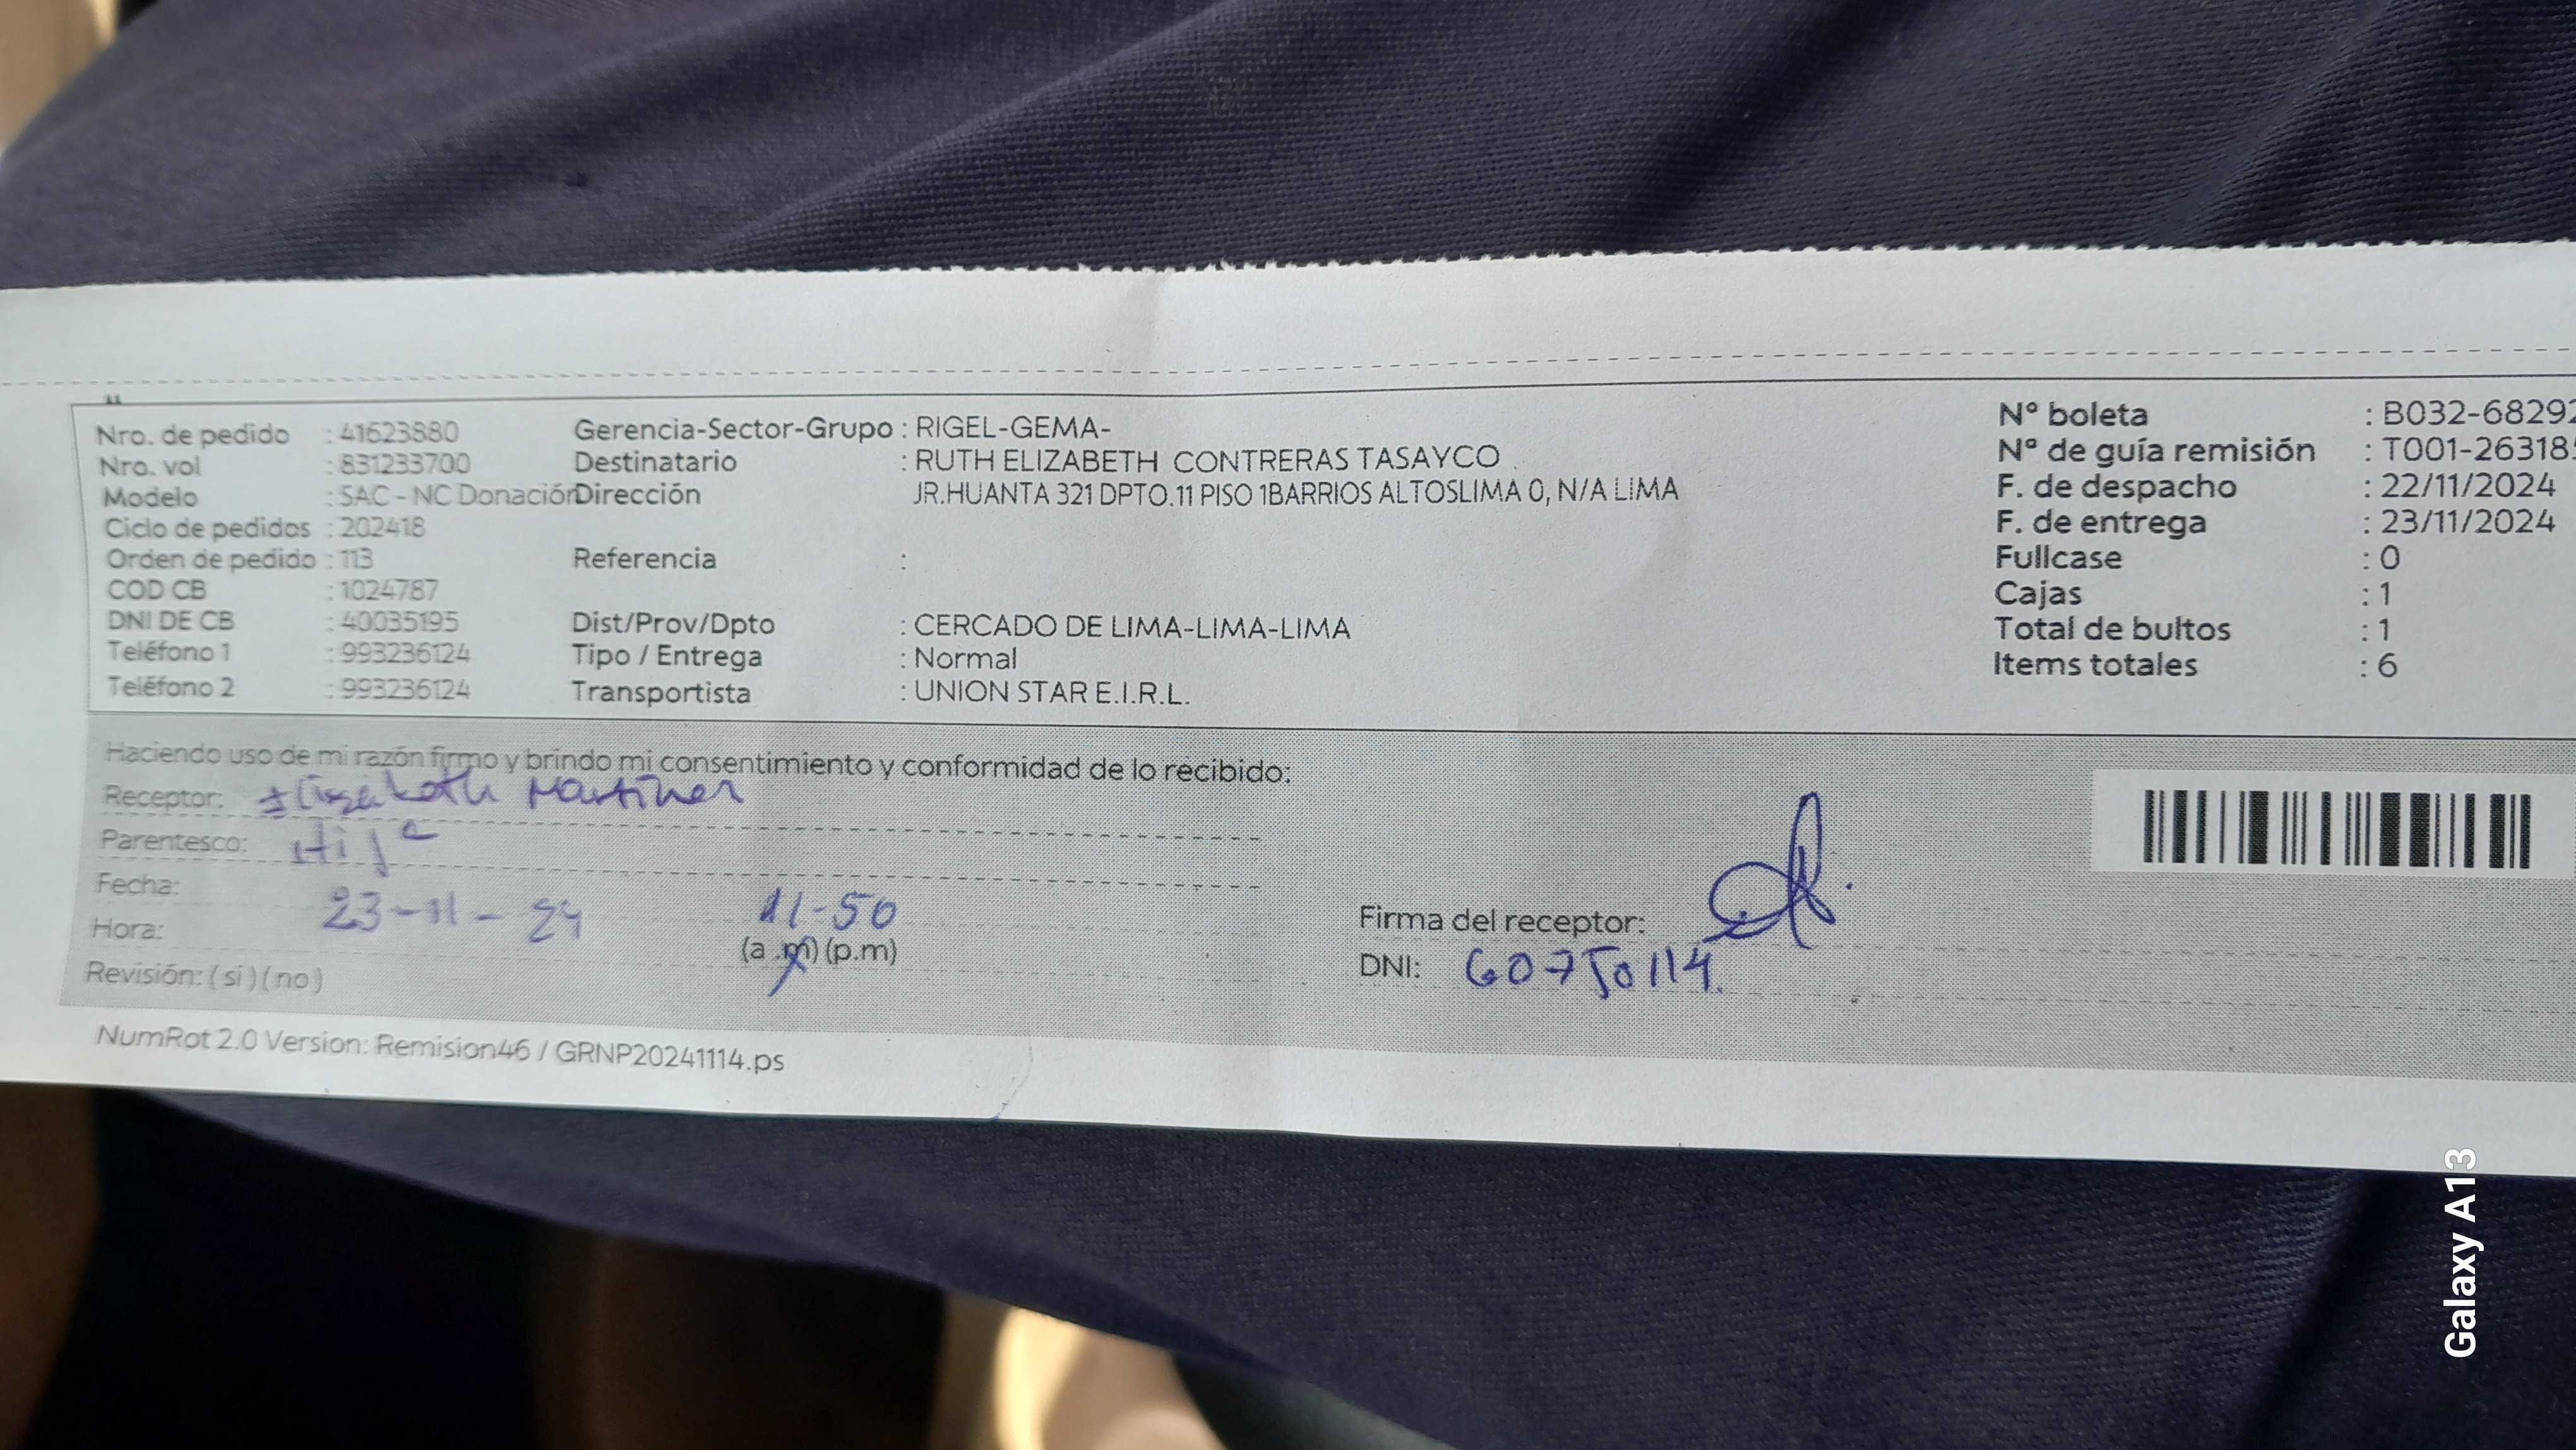 Nro. de pedido : 41623880 Gerencia-Sector-Grupo : RIGEL-GEMA- N° boleta : B032-68292
Nro. vol : 831233700 Destinatario : RUTH ELIZABETH CONTRERAS TASAYCO N° de guía remisión : T001-26318
Modelo : SAC - NC Donación Dirección JR.HUANTA 321 DPTO.11 PISO 1BARRIOS ALTOSLIMA 0, N/A LIMA F. de despacho : 22/11/2024
Ciclo de pedidos : 202418 F. de entrega : 23/11/2024
Orden de pedido : 113 Referencia : Fullcase : 0
COD CB : 1024787 Cajas : 1
DNI DE CB : 40035195 Dist/Prov/Dpto : CERCADO DE LIMA-LIMA-LIMA Total de bultos : 1
Teléfono 1 : 993236124 Tipo / Entrega : Normal Items totales : 6
Teléfono 2 : 993236124 Transportista : UNION STAR E.I.R.L.
Haciendo uso de mi razón firmo y brindo mi consentimiento y conformidad de lo recibido:
Receptor: Elizabeth Martinez
Parentesco: Hija
Fecha: 23-11-24 11-50
Hora: (a.m) (p.m) Firma del receptor:
Revisión: (si) (no) DNI: 60750114.
NumRot 2.0 Version: Remision46 / GRNP20241114.ps
Galaxy A13